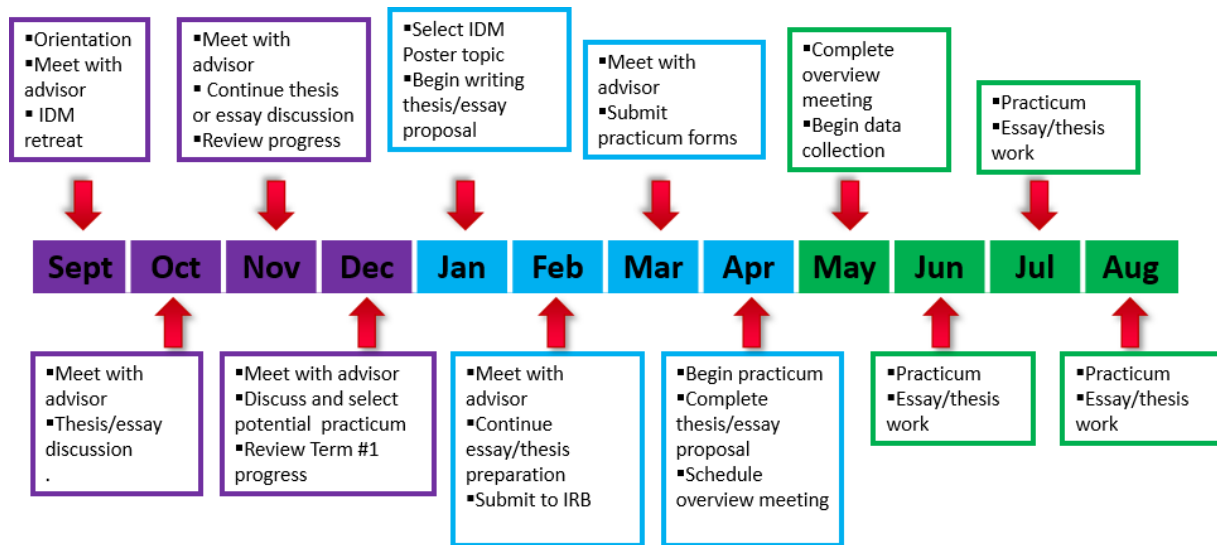 ▪Orientation
▪Meet with
advisor
▪ IDM
retreat
▪Meet with
advisor
▪ Continue thesis
or essay discussion
▪Review progress
▪Select IDM
Poster topic
▪Begin writing
thesis/essay
proposal
▪Meet with
advisor
▪Submit
practicum forms
▪Complete
overview
meeting
▪Begin data
collection
▪Practicum
▪Essay/thesis
work
Sept Oct Nov Dec Jan Feb Mar Apr May Jun Jul Aug
▪Meet with
advisor
▪Thesis/essay
discussion
.
▪Meet with advisor
▪Discuss and select
potential practicum
▪Review Term #1
progress
▪Meet with
advisor
▪Continue
essay/thesis
preparation
▪Submit to IRB
▪Begin practicum
▪Complete
thesis/essay
proposal
▪Schedule
overview meeting
▪Practicum
▪Essay/thesis
work
▪Practicum
▪Essay/thesis
work